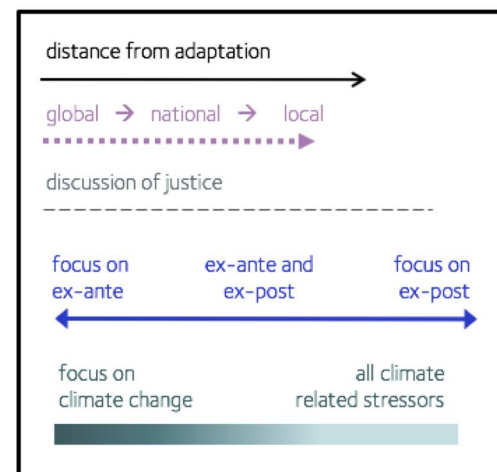 distance from adaptation
global → national → local
discussion of justice
focus on ex-ante and focus on
ex-ante ex-post ex-post
focus on all climate
climate change related stressors